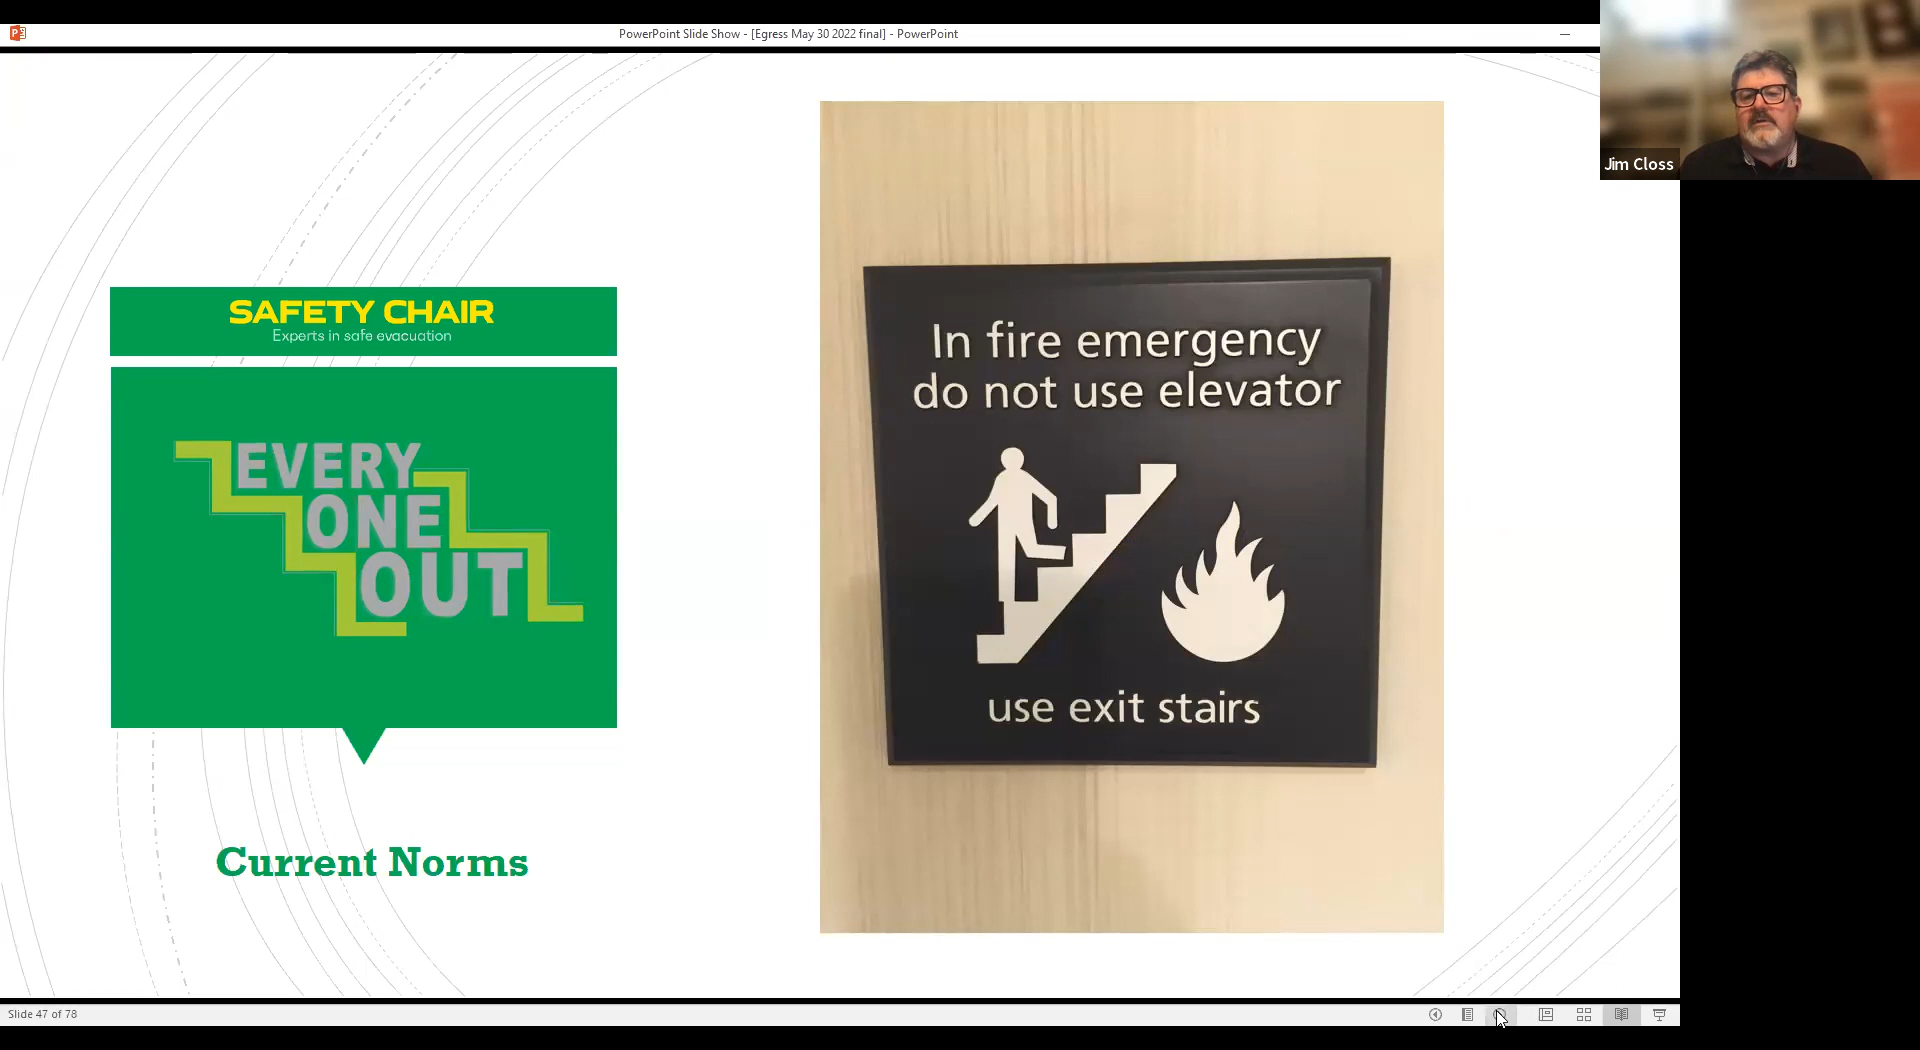 PowerPoint Slide Show - [Egress May 30 2022 final] - PowerPoint
Jim Closs
SAFETY CHAIR
Experts in safe evacuation
EVERY
ONE
OUT
Current Norms
In fire emergency
do not use elevator
use exit stairs
Slide 47 of 78